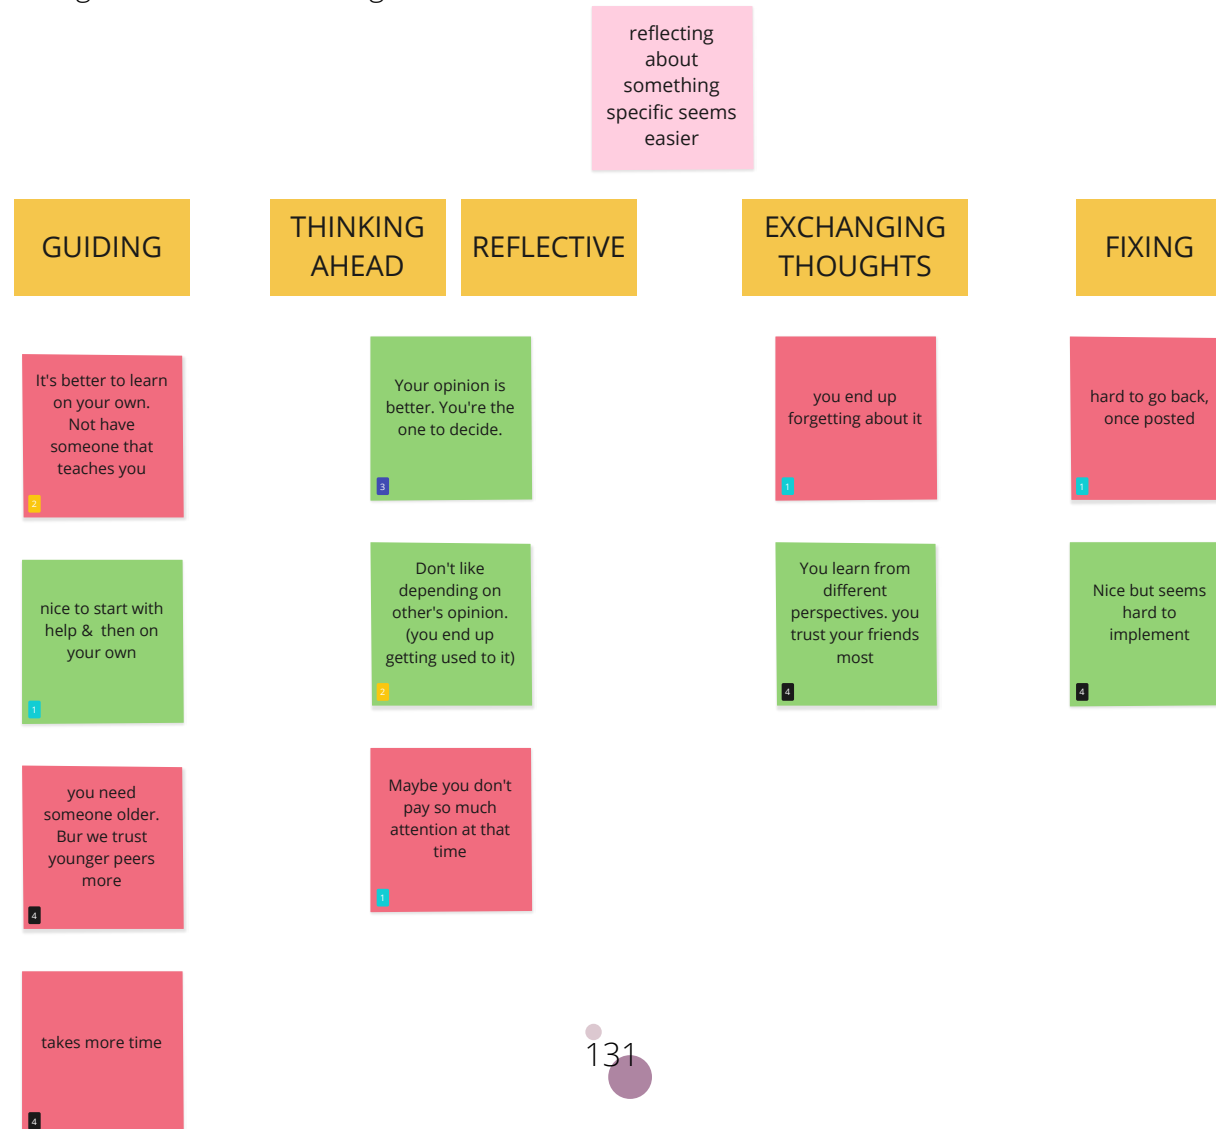 reflecting
about
something
specific seems
easier
GUIDING
THINKING
AHEAD
REFLECTIVE
EXCHANGING
THOUGHTS
FIXING
It's better to learn
on your own.
Not have
someone that
teaches you
2
nice to start with
help & then on
your own
1
you need
someone older.
Bur we trust
younger peers
more
4
takes more time
4
Your opinion is
better. You're the
one to decide.
3
Don't like
depending on
other's opinion.
(you end up
getting used to it)
2
Maybe you don't
pay so much
attention at that
time
1
you end up
forgetting about it
1
You learn from
different
perspectives. you
trust your friends
most
4
hard to go back,
once posted
1
Nice but seems
hard to
implement
4
131